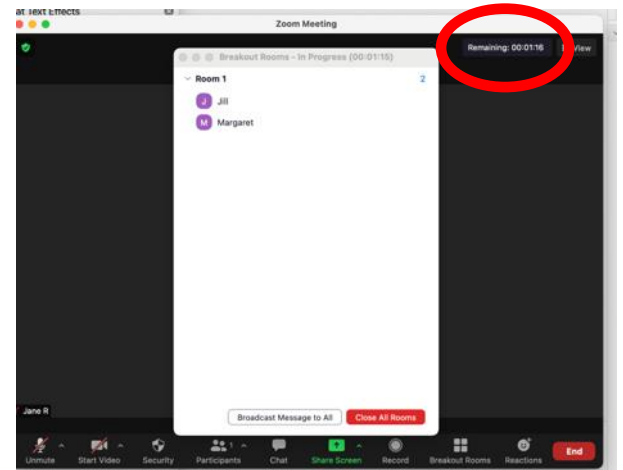 at Text Effects
Zoom Meeting
Remaining: 00:01:16
View
Breakout Rooms - In Progress (00:01:15)
Room 1
2
J
Jill
M
Margaret
Jane R
Broadcast Message to All
Close All Rooms
1
Unmute
Start Video
Security
Participants
Chat
Share Screen
Record
Breakout Rooms
Reactions
End